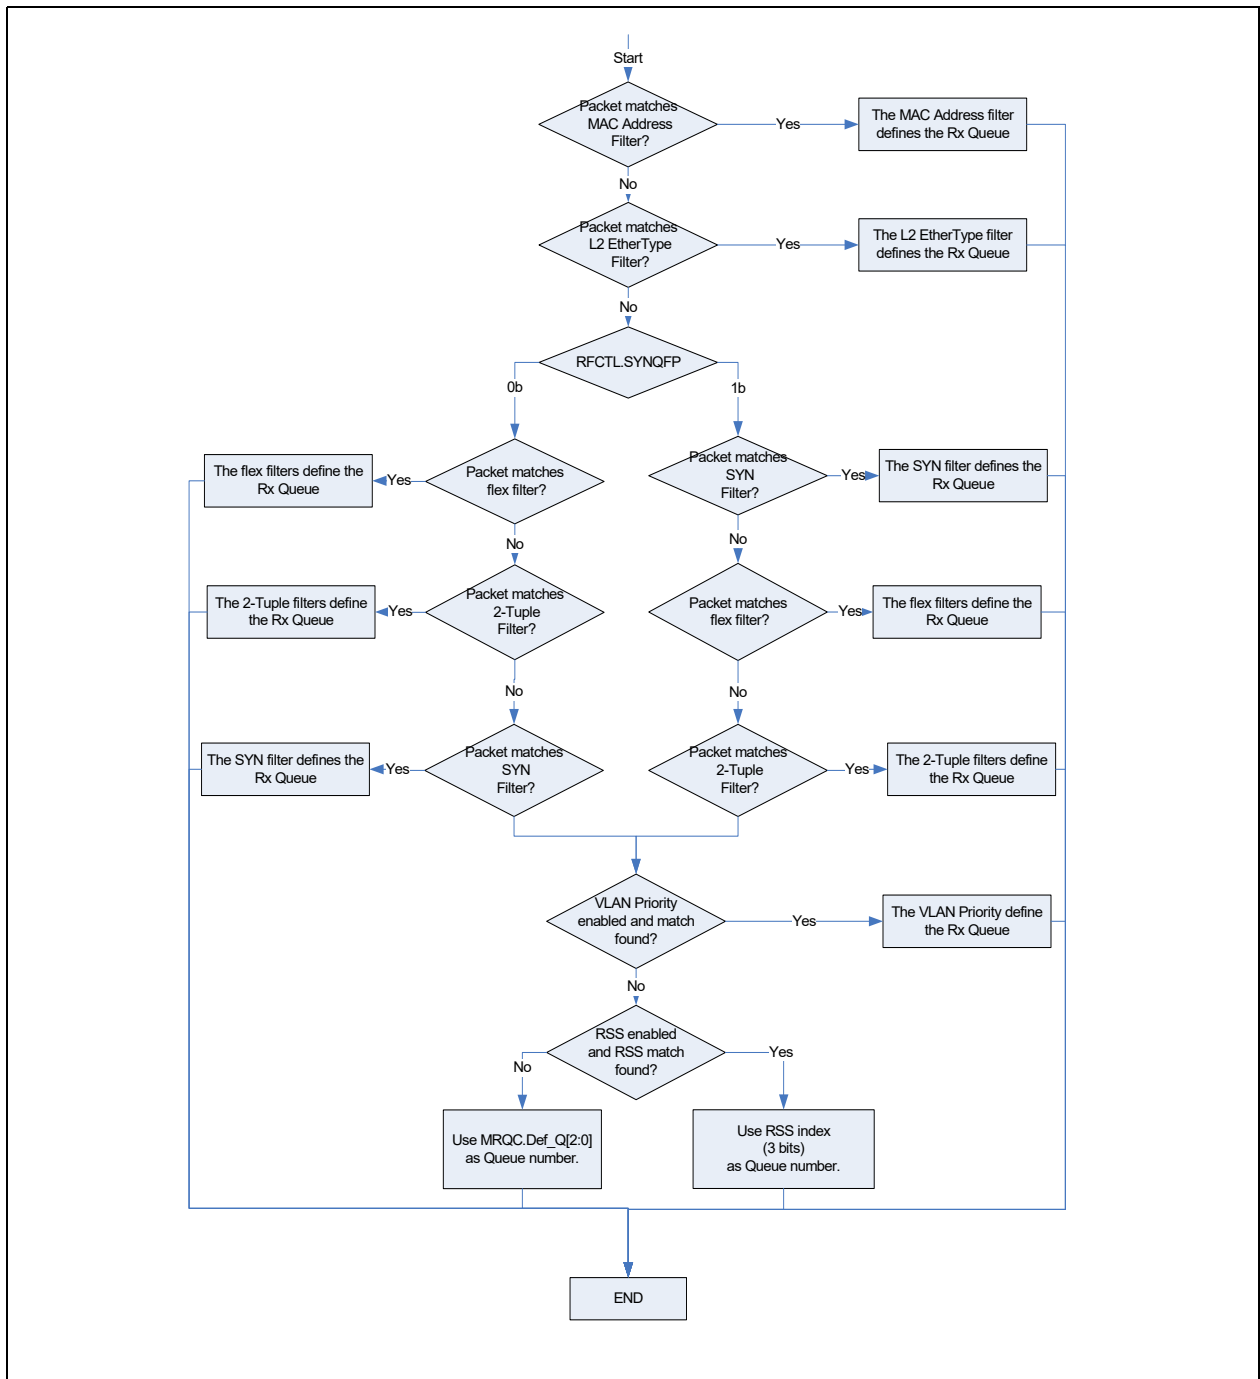 Start
Packet matches
MAC Address
Filter?
Yes
The MAC Address filter
defines the Rx Queue
No
Packet matches
L2 EtherType
Filter?
Yes
The L2 EtherType filter
defines the Rx Queue
No
RFCTL.SYNQFP
0b
1b
The flex filters define the
Rx Queue
Yes
Packet matches
flex filter?
Packet matches
SYN
Filter?
Yes
The SYN filter defines the
Rx Queue
No
No
The 2-Tuple filters define
the Rx Queue
Yes
Packet matches
2-Tuple
Filter?
Packet matches
flex filter?
Yes
The flex filters define the
Rx Queue
No
No
The SYN filter defines the
Rx Queue
Yes
Packet matches
SYN
Filter?
Packet matches
2-Tuple
Filter?
Yes
The 2-Tuple filters define
the Rx Queue
VLAN Priority
enabled and match
found?
Yes
The VLAN Priority define
the Rx Queue
No
RSS enabled
and RSS match
found?
No
Yes
Use MRQC.Def_Q[2:0]
as Queue number.
Use RSS index
(3 bits)
as Queue number.
END